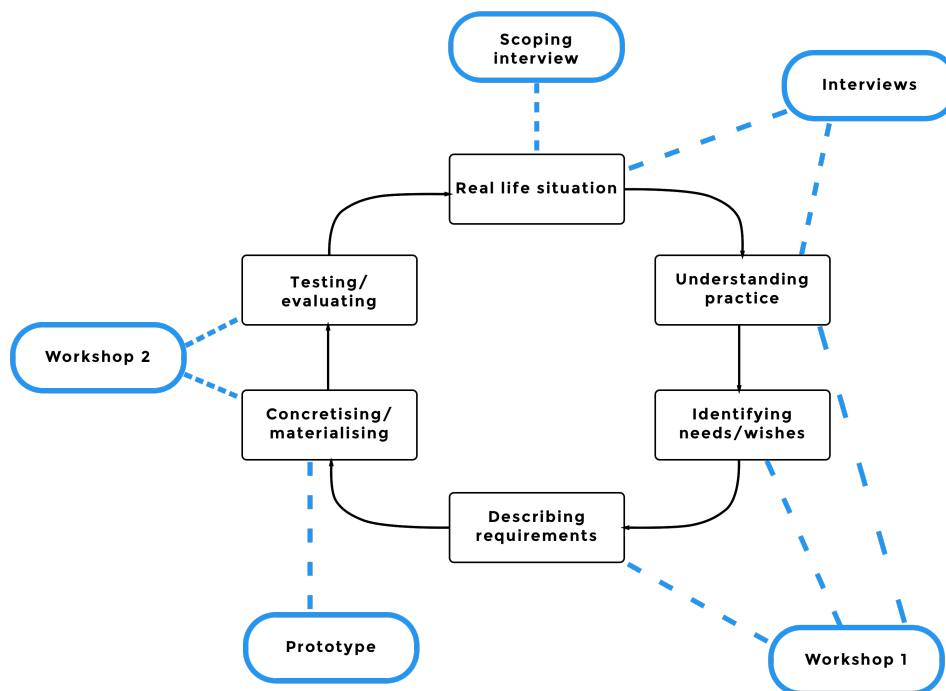 Scoping
interview
Interviews
Real life situation
Testing/
evaluating
Understanding
practice
Workshop 2
Concretising/
materialising
Identifying
needs/wishes
Describing
requirements
Prototype
Workshop 1